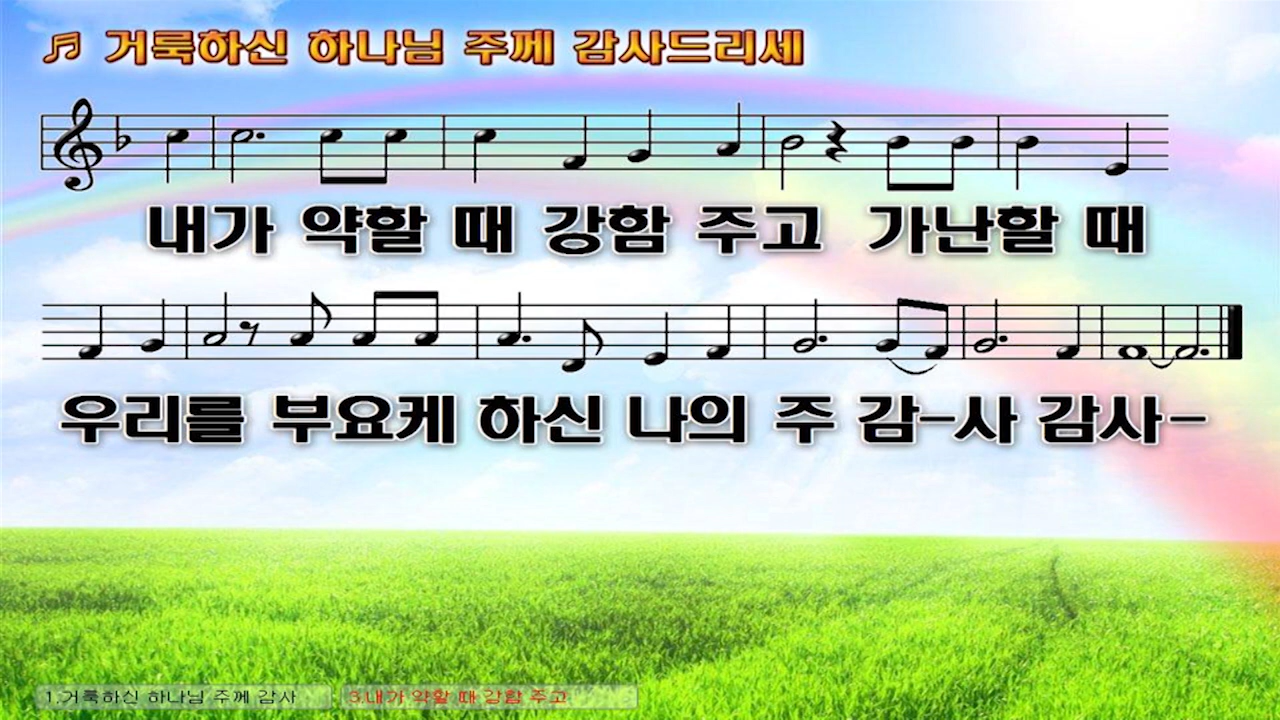 거룩하신 하나님 주께 감사드리세
내가 약할 때 강함 주고 가난할 때
우리를 부요케 하신 나의 주 감-사 감사-
1.거룩하신 하나님 주께 감사 3.내가 약할 때 강함 주고